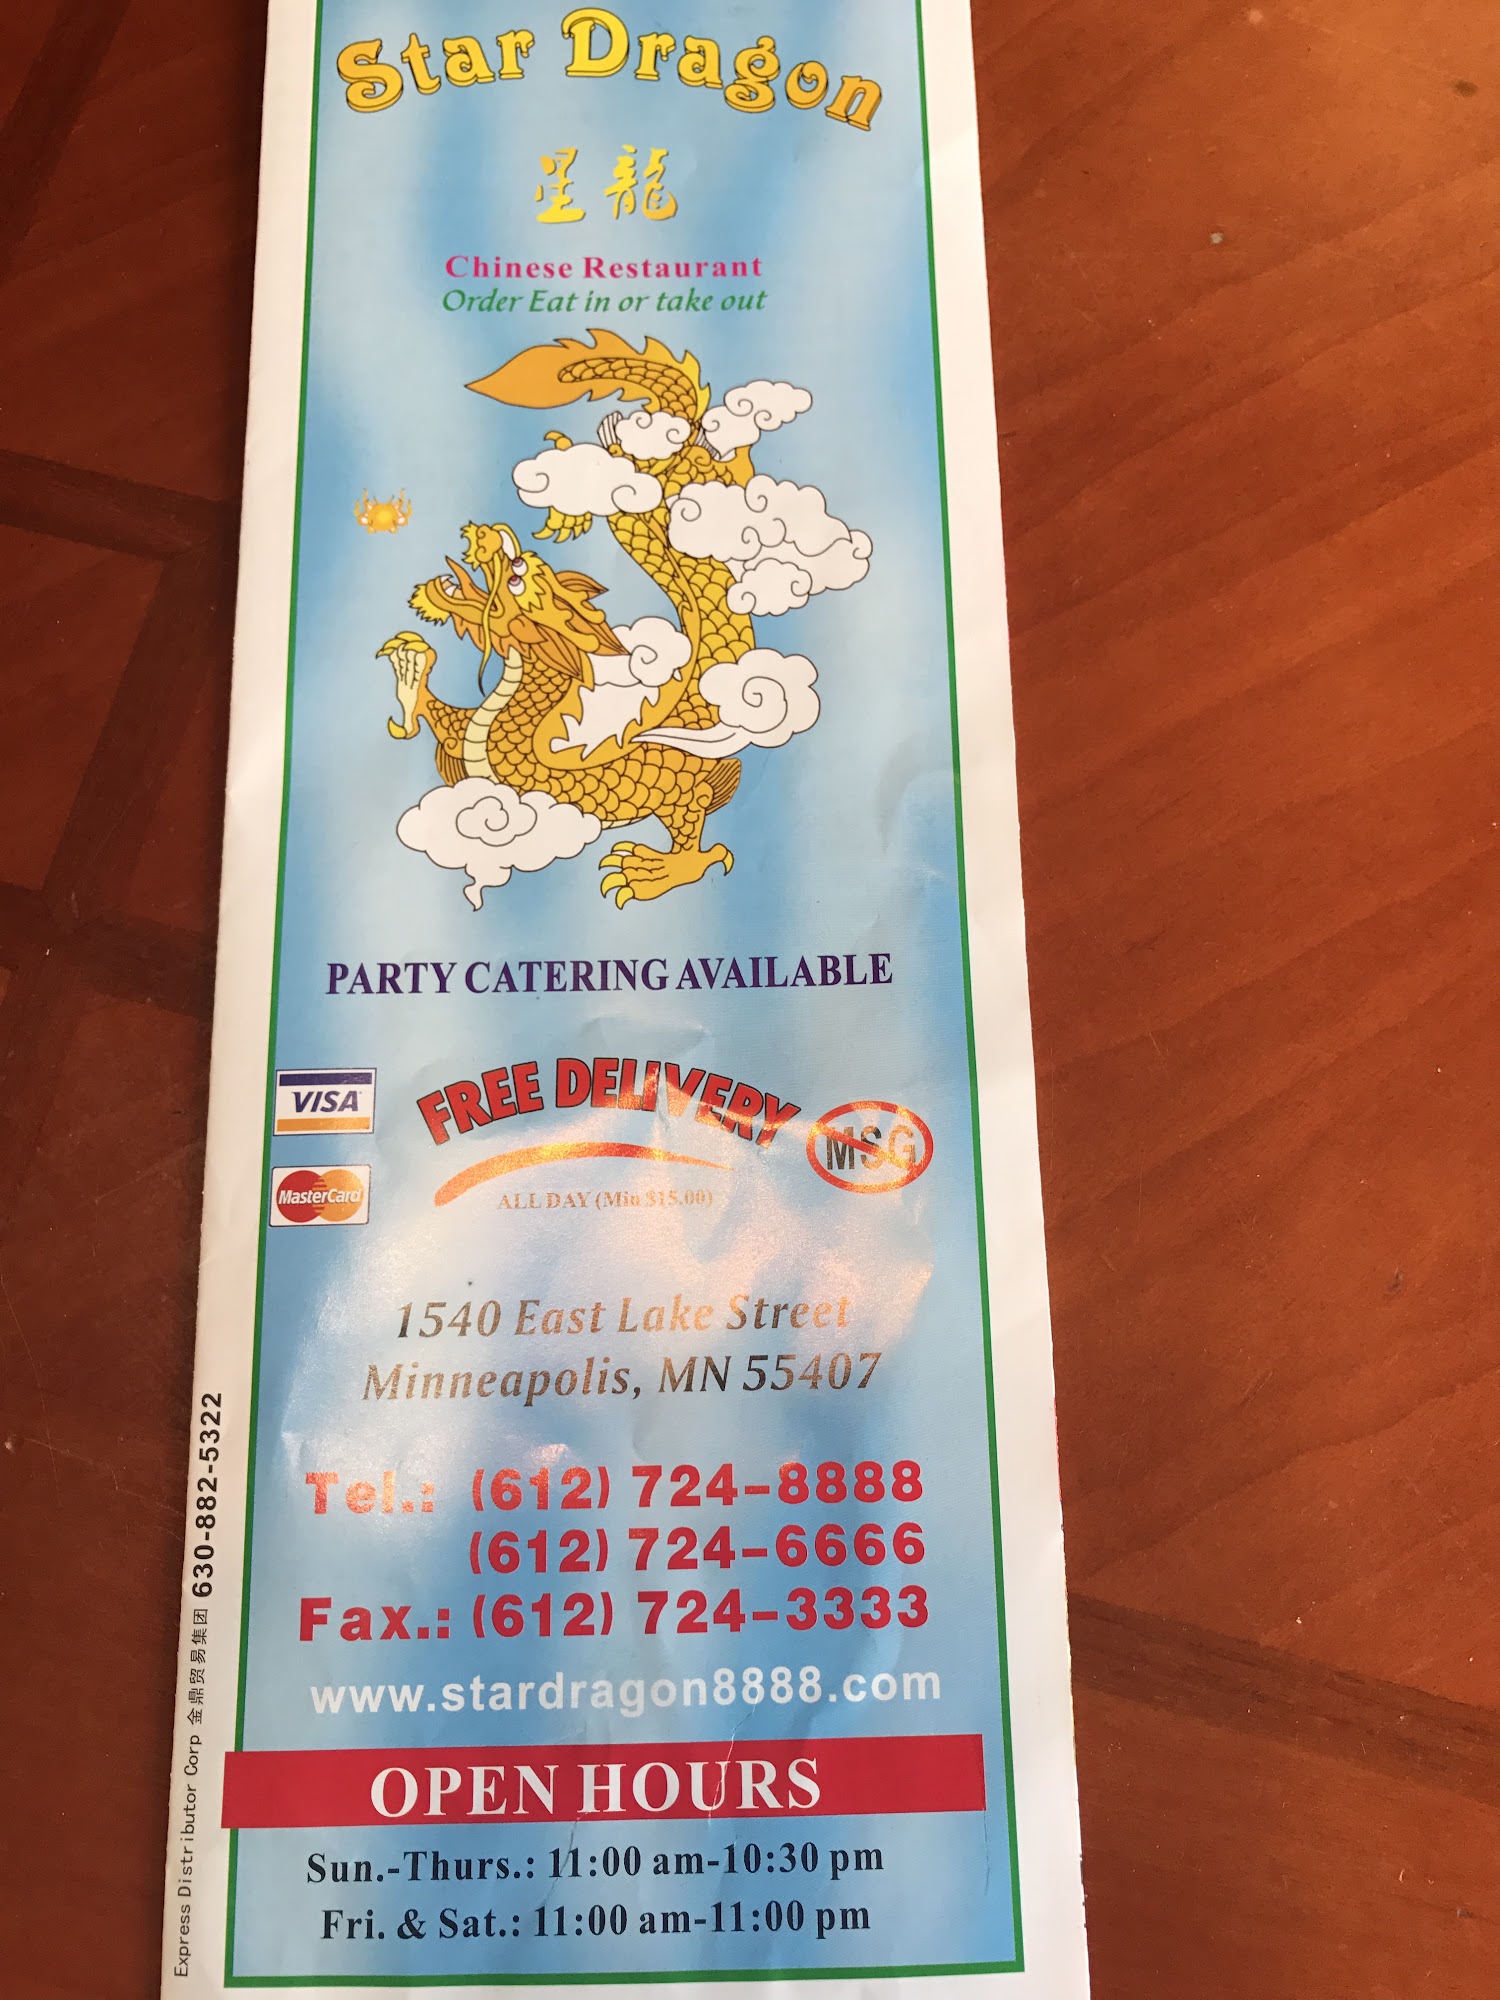 Star Dragon
星龍
Chinese Restaurant
Order Eat in or take out
PARTY CATERING AVAILABLE
VISA
FREE DELIVERY
MSG
MasterCard
ALL DAY (Min $15.00)
1540 East Lake Street
Minneapolis, MN 55407
Tel.: (612) 724-8888
(612) 724-6666
Fax.: (612) 724-3333
www.stardragon8888.com
OPEN HOURS
Sun.-Thurs.: 11:00 am-10:30 pm
Fri. & Sat.: 11:00 am-11:00 pm
Express Distributor Corp 金鼎贸易集团 630-882-5322